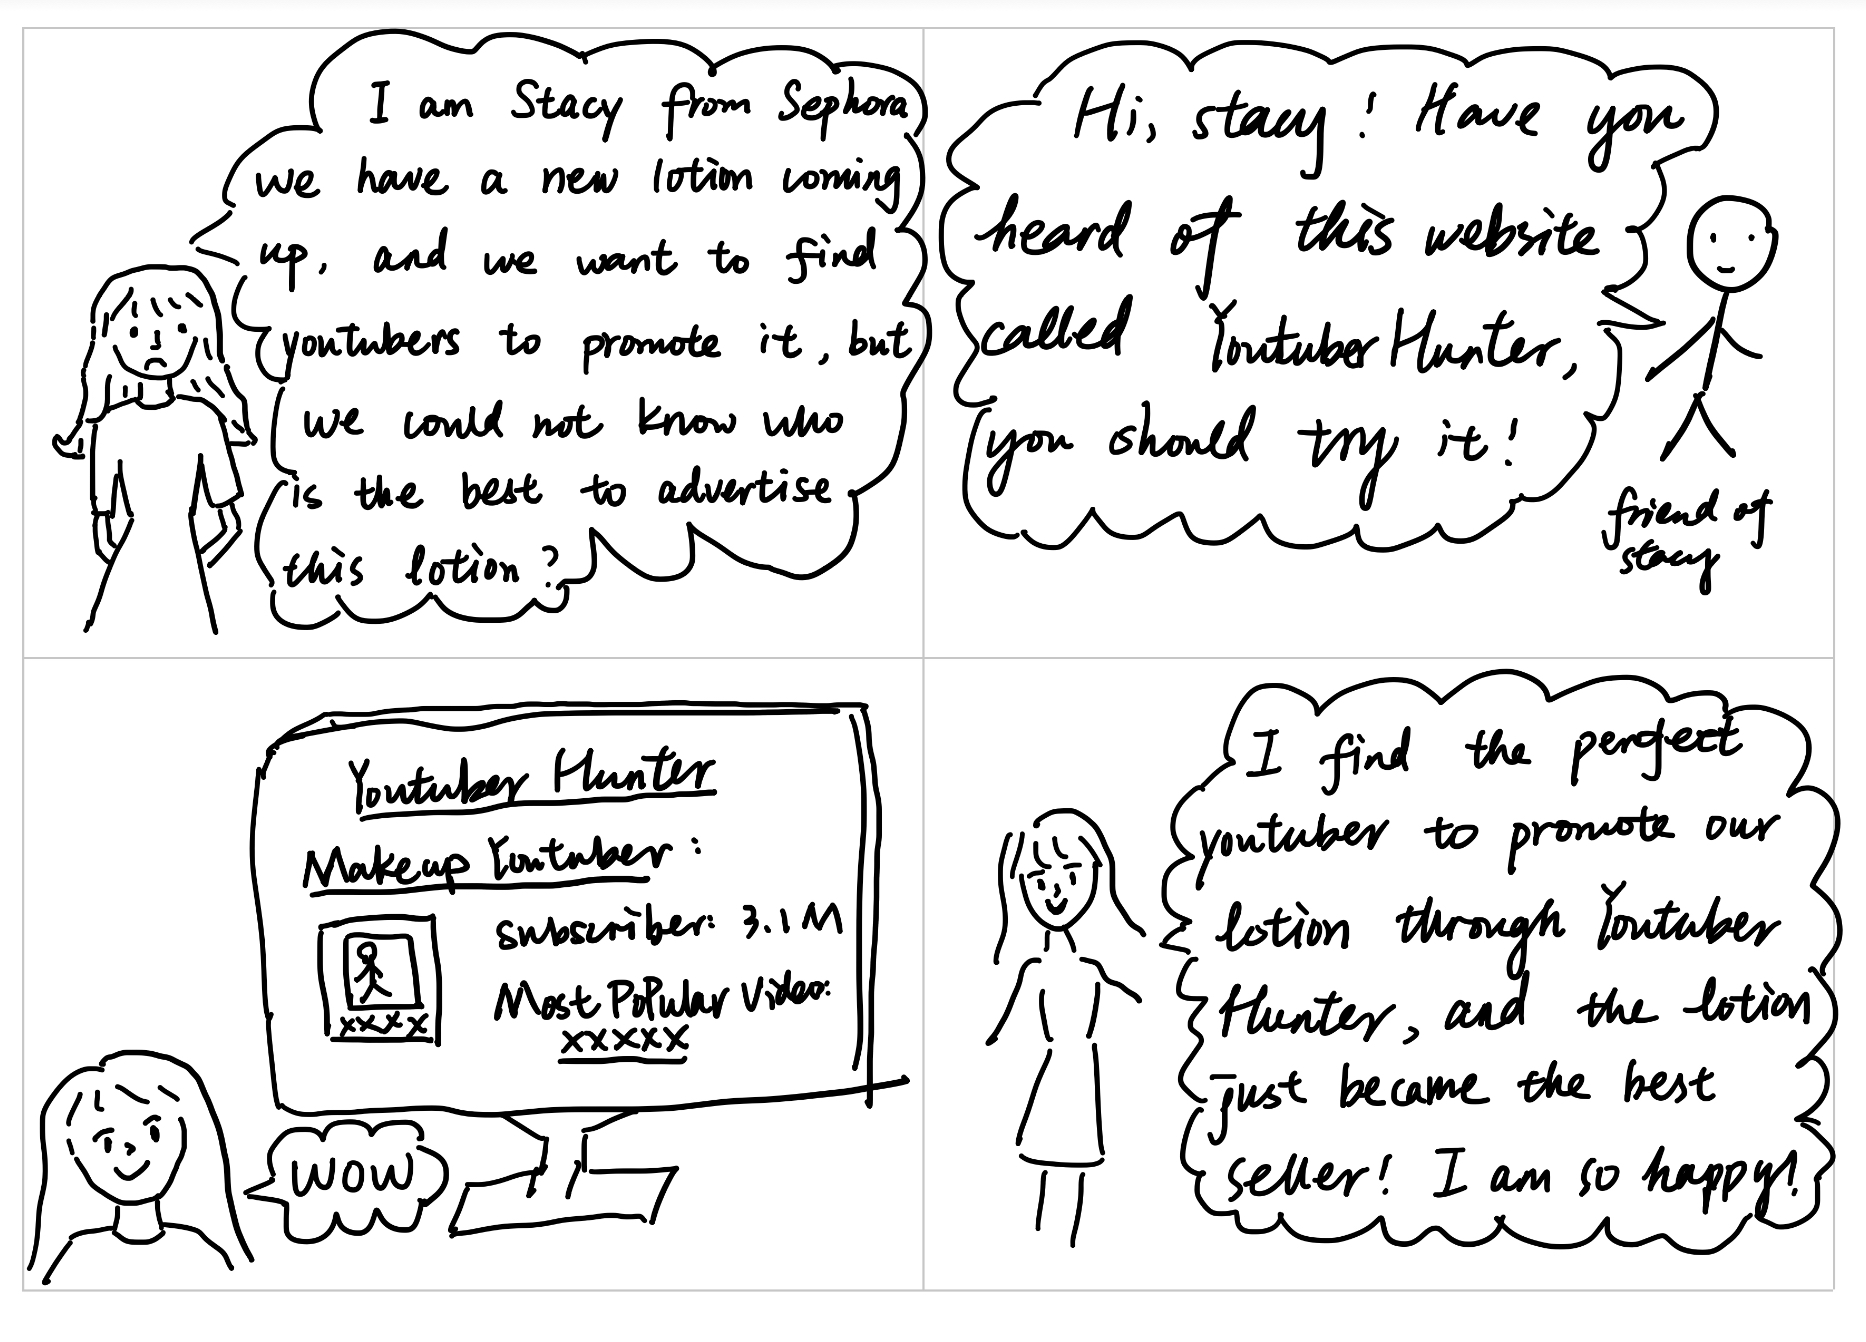 I am Stacy from Sephora
we have a new lotion coming
up, and we want to find
youtubers to promote it, but
we could not know who
is the best to advertise
this lotion?
Hi, stacy! Have you
heard of this website
called Youtuber Hunter,
you should try it!
friend of
stacy
Youtuber Hunter
Makeup Youtuber:
subscriber: 3.1M
Most Popular Video:
xxxx
xxxxx
WOW
I find the perfect
youtuber to promote our
lotion through Youtuber
Hunter, and the lotion
just became the best
seller! I am so happy!